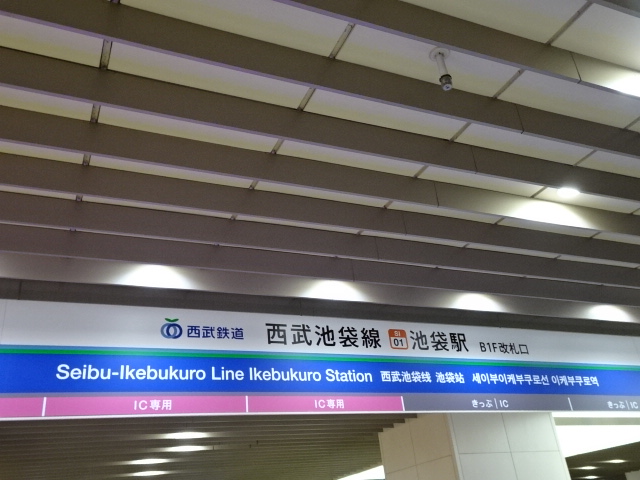 西武鉄道 西武池袋線 SI 01 池袋駅 B1F改札口
Seibu-Ikebukuro Line Ikebukuro Station 西武池袋线 池袋站 세이부이케부쿠로선 이케부쿠로역
IC専用 IC専用 きっぷ|IC きっぷ|IC